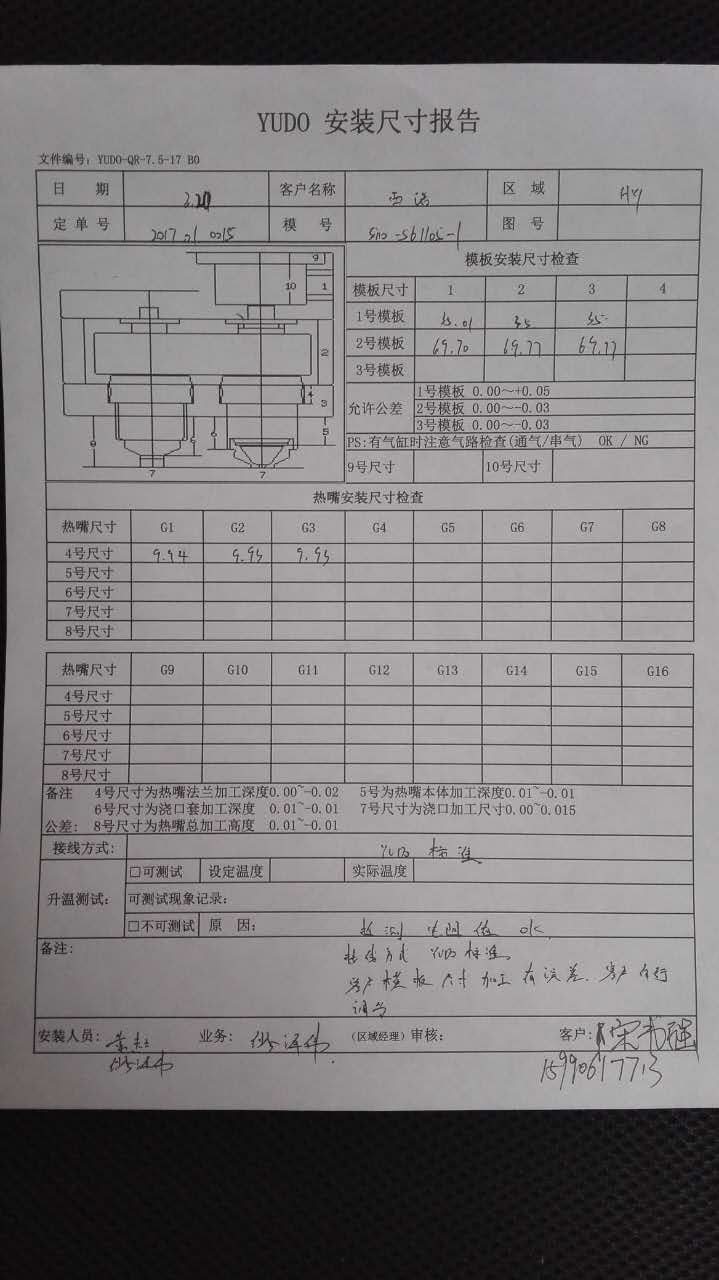 YUDO 安装尺寸报告
文件编号: YUDO-QR-7.5-17 B0
日 期 3.20 客户名称 西诺 区 域 HY
定 单 号 2017 01 0015 模 号 Sino-S61105-1 图 号
9
10 1
2
4
3
5
8 6 8 6
7 7
模板安装尺寸检查
模板尺寸 1 2 3 4
1号模板 35.01 35 35
2号模板 69.70 69.77 69.77
3号模板
允许公差 1号模板 0.00～+0.05
2号模板 0.00～-0.03
3号模板 0.00～-0.03
PS:有气缸时注意气路检查(通气/串气) OK / NG
9号尺寸 10号尺寸
热嘴安装尺寸检查
热嘴尺寸 G1 G2 G3 G4 G5 G6 G7 G8
4号尺寸 9.94 9.95 9.95
5号尺寸
6号尺寸
7号尺寸
8号尺寸
热嘴尺寸 G9 G10 G11 G12 G13 G14 G15 G16
4号尺寸
5号尺寸
6号尺寸
7号尺寸
8号尺寸
备注 4号尺寸为热嘴法兰加工深度0.00~-0.02 5号为热嘴本体加工深度0.01~-0.01
6号尺寸为浇口套加工深度 0.01~-0.01 7号尺寸为浇口加工尺寸0.00~0.015
公差: 8号尺寸为热嘴总加工高度 0.01~-0.01
接线方式: YUDO 标准
升温测试: □可测试 设定温度 实际温度
可测试现象记录:
□不可测试 原 因: 检测 电阻值 OK
备注: 接线方式 YUDO 标准
客户模板尺寸加工有误差. 客户自行
调整
安装人员: 业务: (区域经理)审核: 客户: 宋书强
15990617713